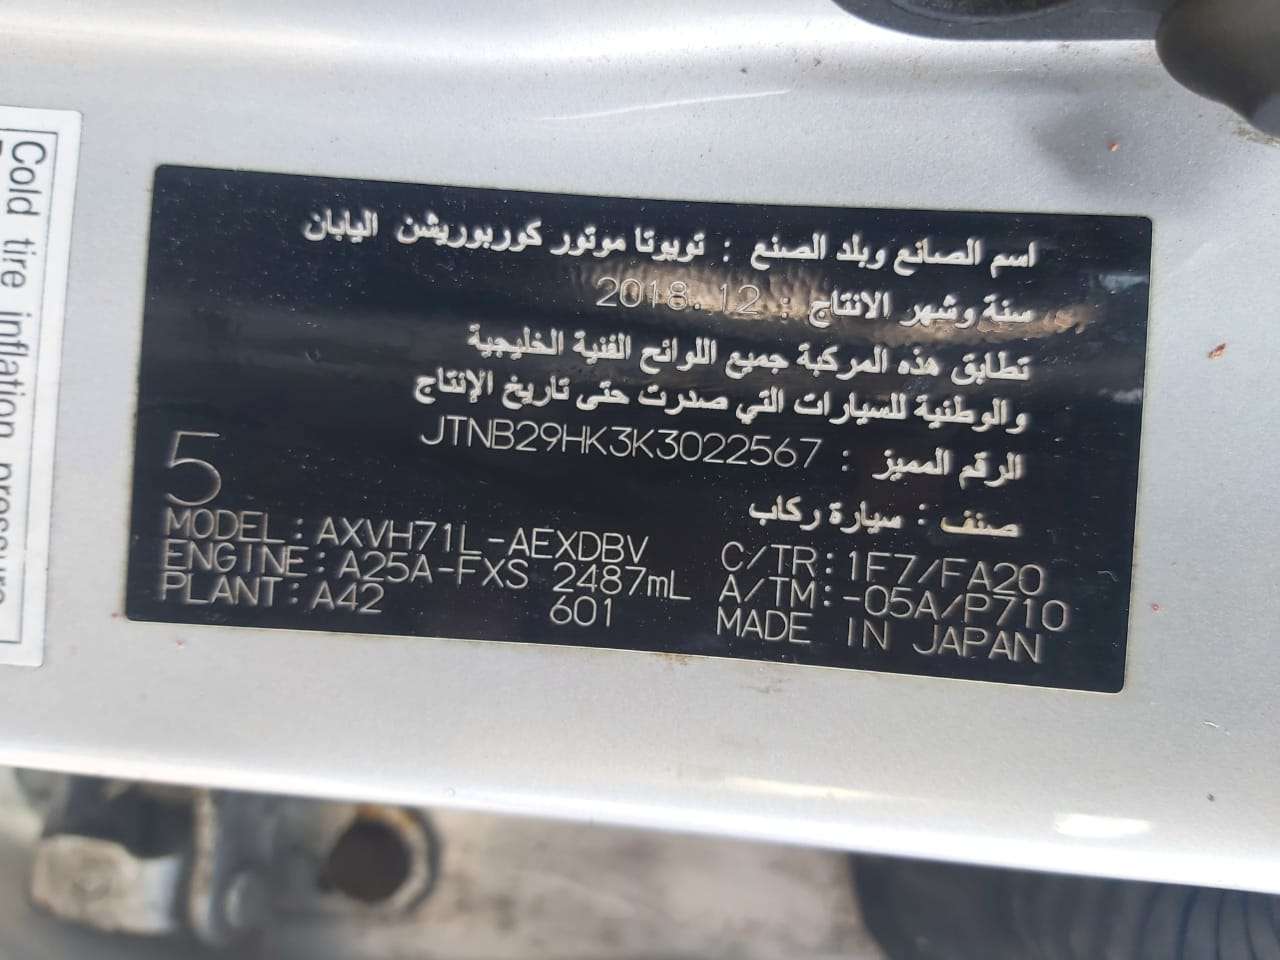 اسم الصانع وبلد الصنع : تويوتا موتور كوربوريشن اليابان
سنة وشهر الانتاج : 2018.12
تطابق هذه المركبة جميع اللوائح الفنية الخليجية
والوطنية للسيارات التي صدرت حتى تاريخ الإنتاج
الرقم المميز : JTNB29HK3K3022567
صنف : سيارة ركاب
5
MODEL: AXVH71L-AEXDBV C/TR: 1F7/FA20
ENGINE: A25A-FXS 2487mL A/TM: -05A/P710
PLANT: A42 601 MADE IN JAPAN
Cold tire inflation pressure